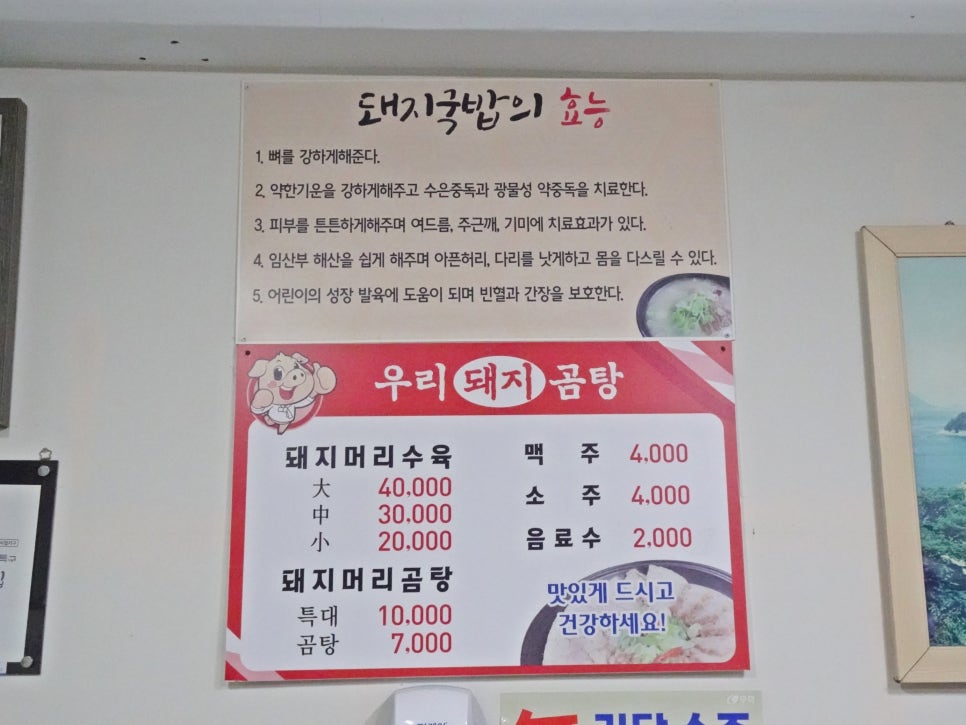 돼지국밥의 효능
1. 뼈를 강하게해준다.
2. 약한기운을 강하게해주고 수은중독과 광물성 약중독을 치료한다.
3. 피부를 튼튼하게해주며 여드름, 주근깨, 기미에 치료효과가 있다.
4. 임산부 해산을 쉽게 해주며 아픈허리, 다리를 낫게하고 몸을 다스릴 수 있다.
5. 어린이의 성장 발육에 도움이 되며 빈혈과 간장을 보호한다.
우리 돼지 곰탕
돼지머리수육
大 40,000
中 30,000
小 20,000
돼지머리곰탕
특대 10,000
곰탕 7,000
맥 주 4,000
소 주 4,000
음료수 2,000
맛있게 드시고
건강하세요!